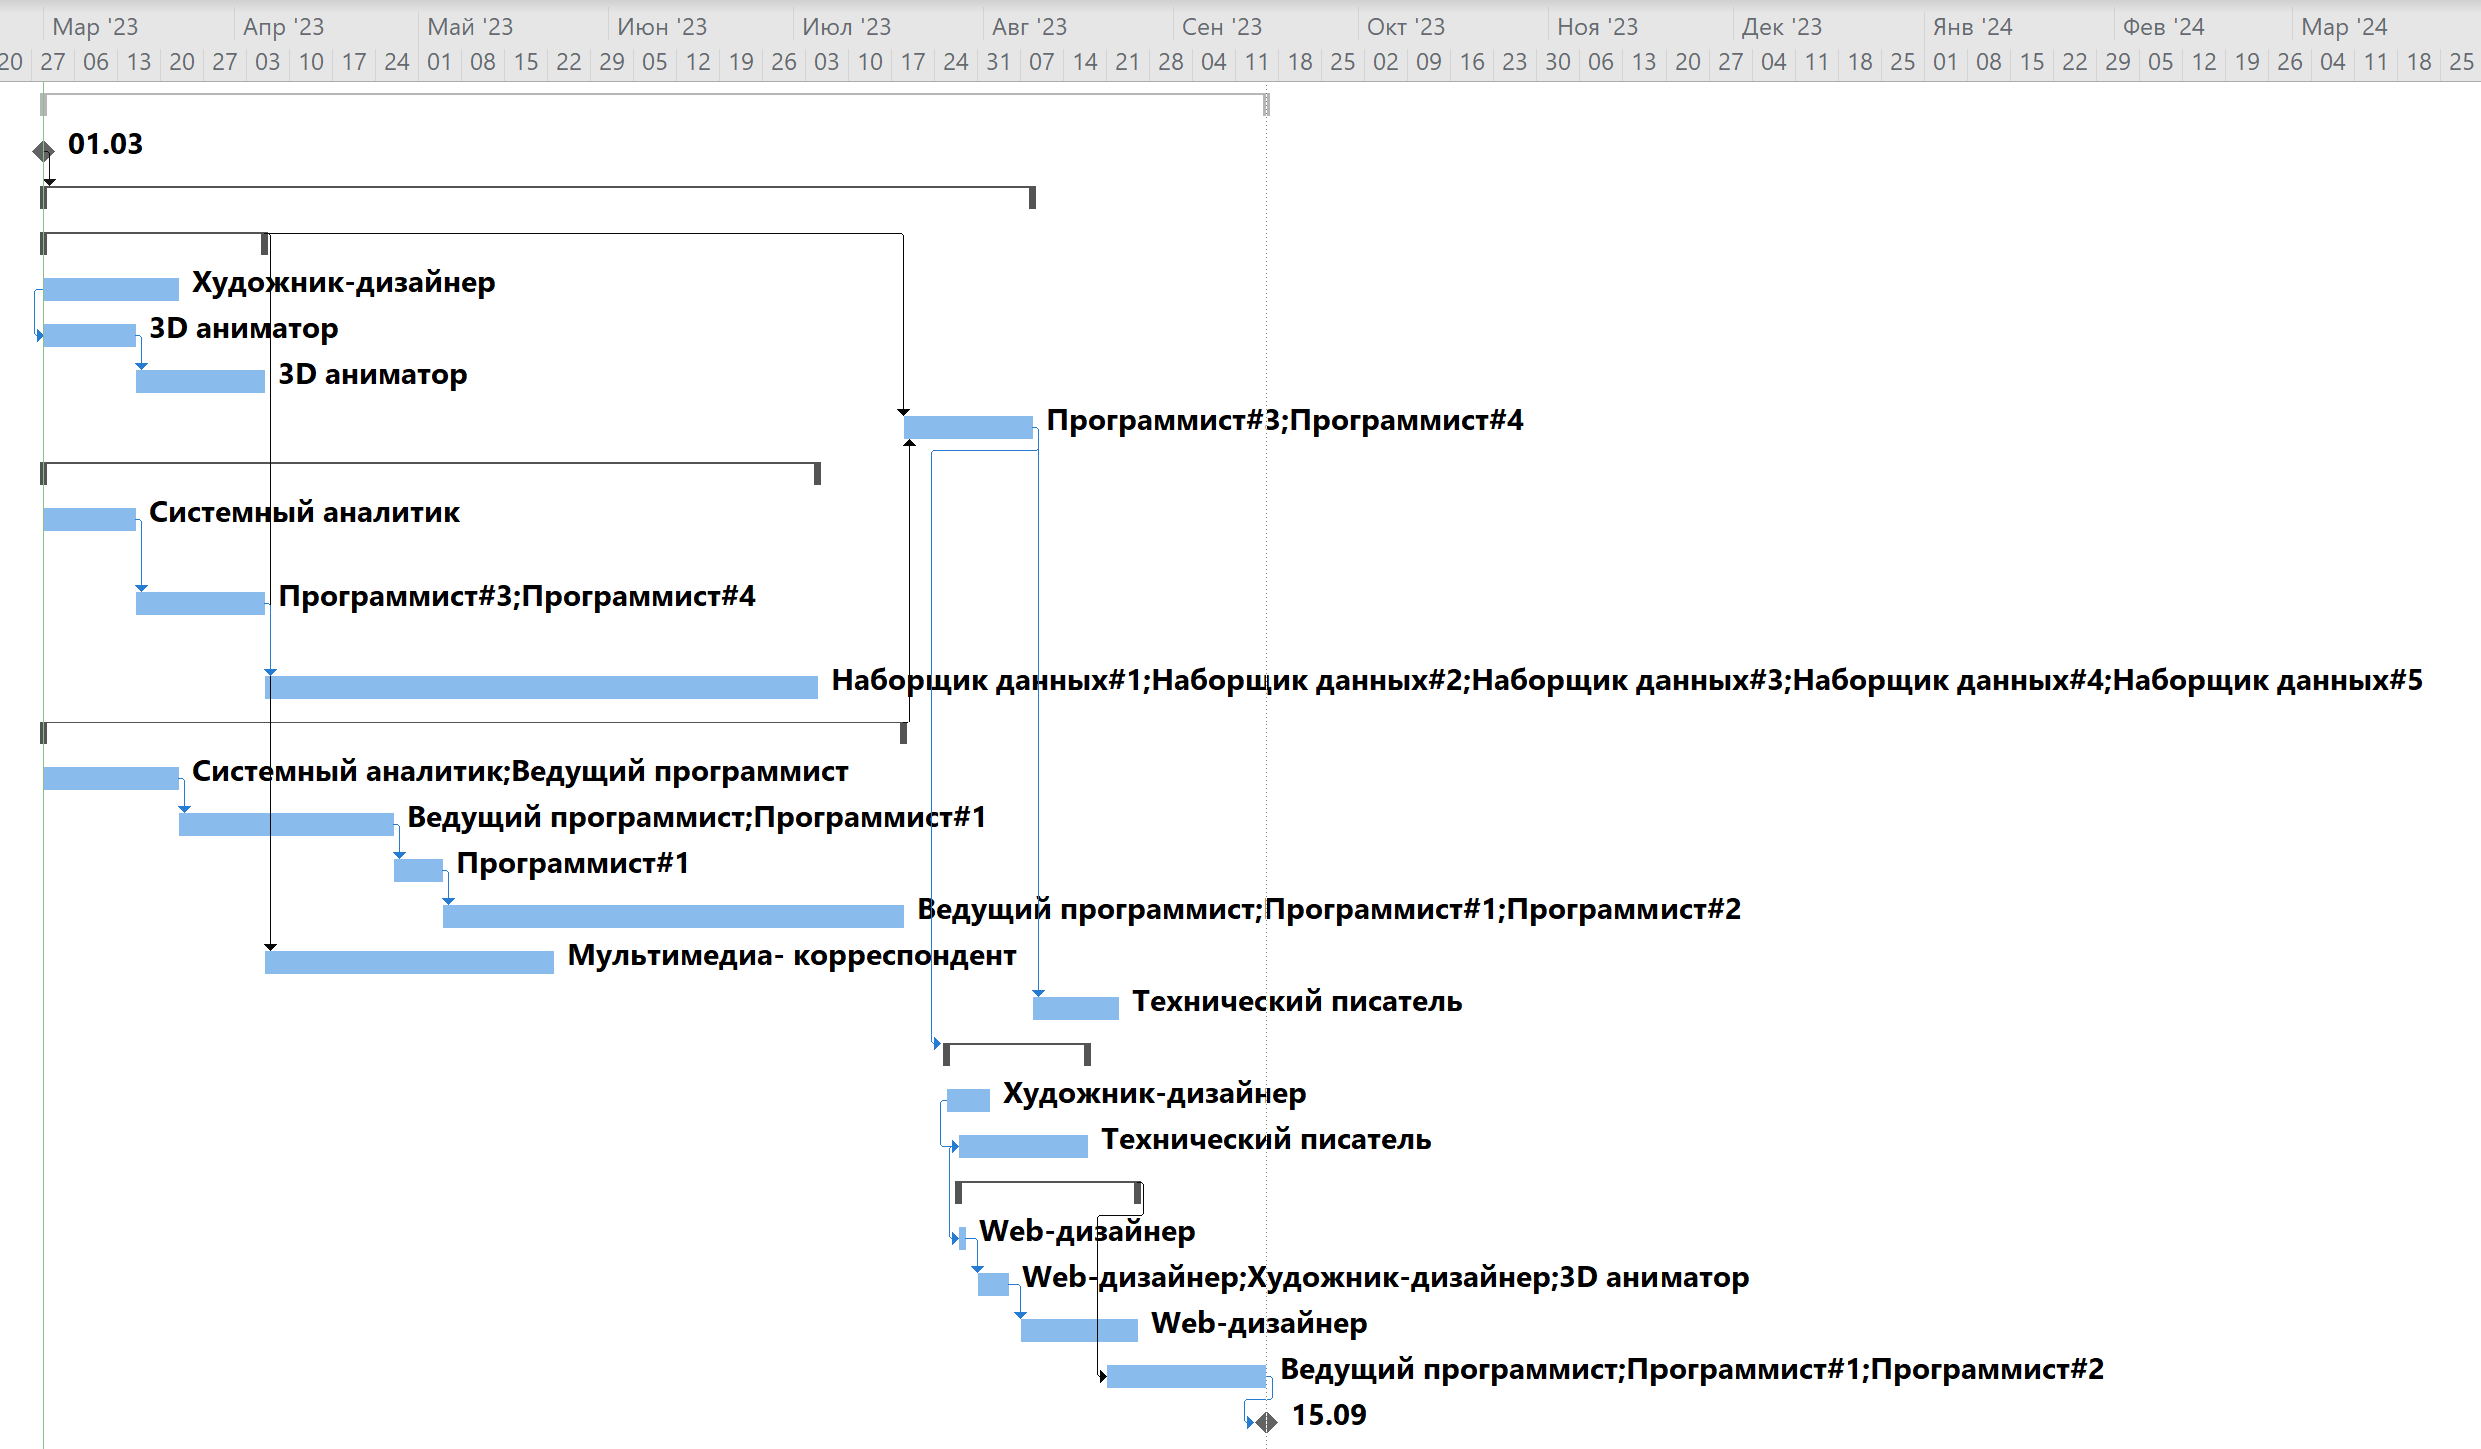 Мар '23 Апр '23 Май '23 Июн '23 Июл '23 Авг '23 Сен '23 Окт '23 Ноя '23 Дек '23 Янв '24 Фев '24 Мар '24
20 27 06 13 20 27 03 10 17 24 01 08 15 22 29 05 12 19 26 03 10 17 24 31 07 14 21 28 04 11 18 25 02 09 16 23 30 06 13 20 27 04 11 18 25 01 08 15 22 29 05 12 19 26 04 11 18 25
01.03
Художник-дизайнер
3D аниматор
3D аниматор
Программист#3;Программист#4
Системный аналитик
Программист#3;Программист#4
Наборщик данных#1;Наборщик данных#2;Наборщик данных#3;Наборщик данных#4;Наборщик данных#5
Системный аналитик;Ведущий программист
Ведущий программист;Программист#1
Программист#1
Ведущий программист;Программист#1;Программист#2
Мультимедиа- корреспондент
Технический писатель
Художник-дизайнер
Технический писатель
Web-дизайнер
Web-дизайнер;Художник-дизайнер;3D аниматор
Web-дизайнер
Ведущий программист;Программист#1;Программист#2
15.09